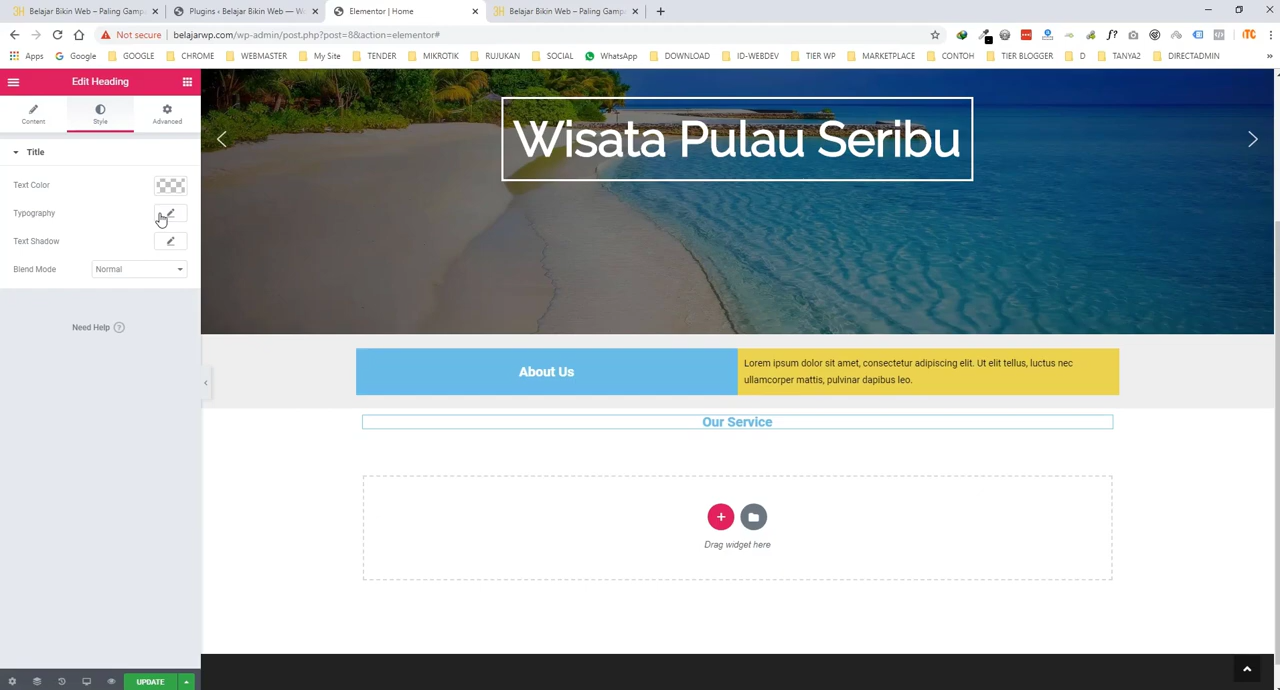 Belajar Bikin Web – Paling Gamp
Plugins ‹ Belajar Bikin Web — Wo
Elementor | Home
Belajar Bikin Web – Paling Gamp
Not secure | belajarwp.com/wp-admin/post.php?post=8&action=elementor#
Apps Google GOOGLE CHROME WEBMASTER My Site TENDER MIKROTIK RUJUKAN SOCIAL WhatsApp DOWNLOAD ID-WEBDEV TIER WP MARKETPLACE CONTOH TIER BLOGGER D TANYA2 DIRECTADMIN
Edit Heading
Content Style Advanced
Title
Text Color
Typography
Text Shadow
Blend Mode Normal
Need Help ?
UPDATE
Wisata Pulau Seribu
About Us
Lorem ipsum dolor sit amet, consectetur adipiscing elit. Ut elit tellus, luctus nec
ullamcorper mattis, pulvinar dapibus leo.
Our Service
Drag widget here